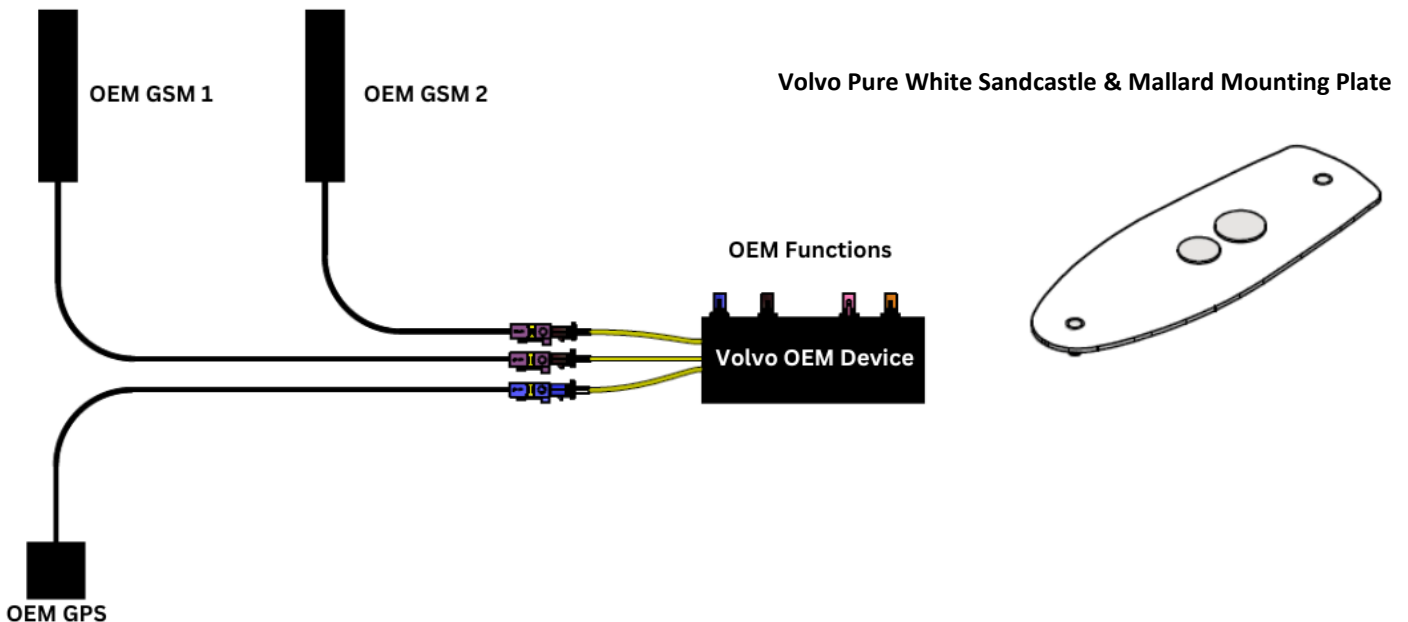 OEM GSM 1
OEM GSM 2
Volvo Pure White Sandcastle & Mallard Mounting Plate
OEM Functions
Volvo OEM Device
OEM GPS